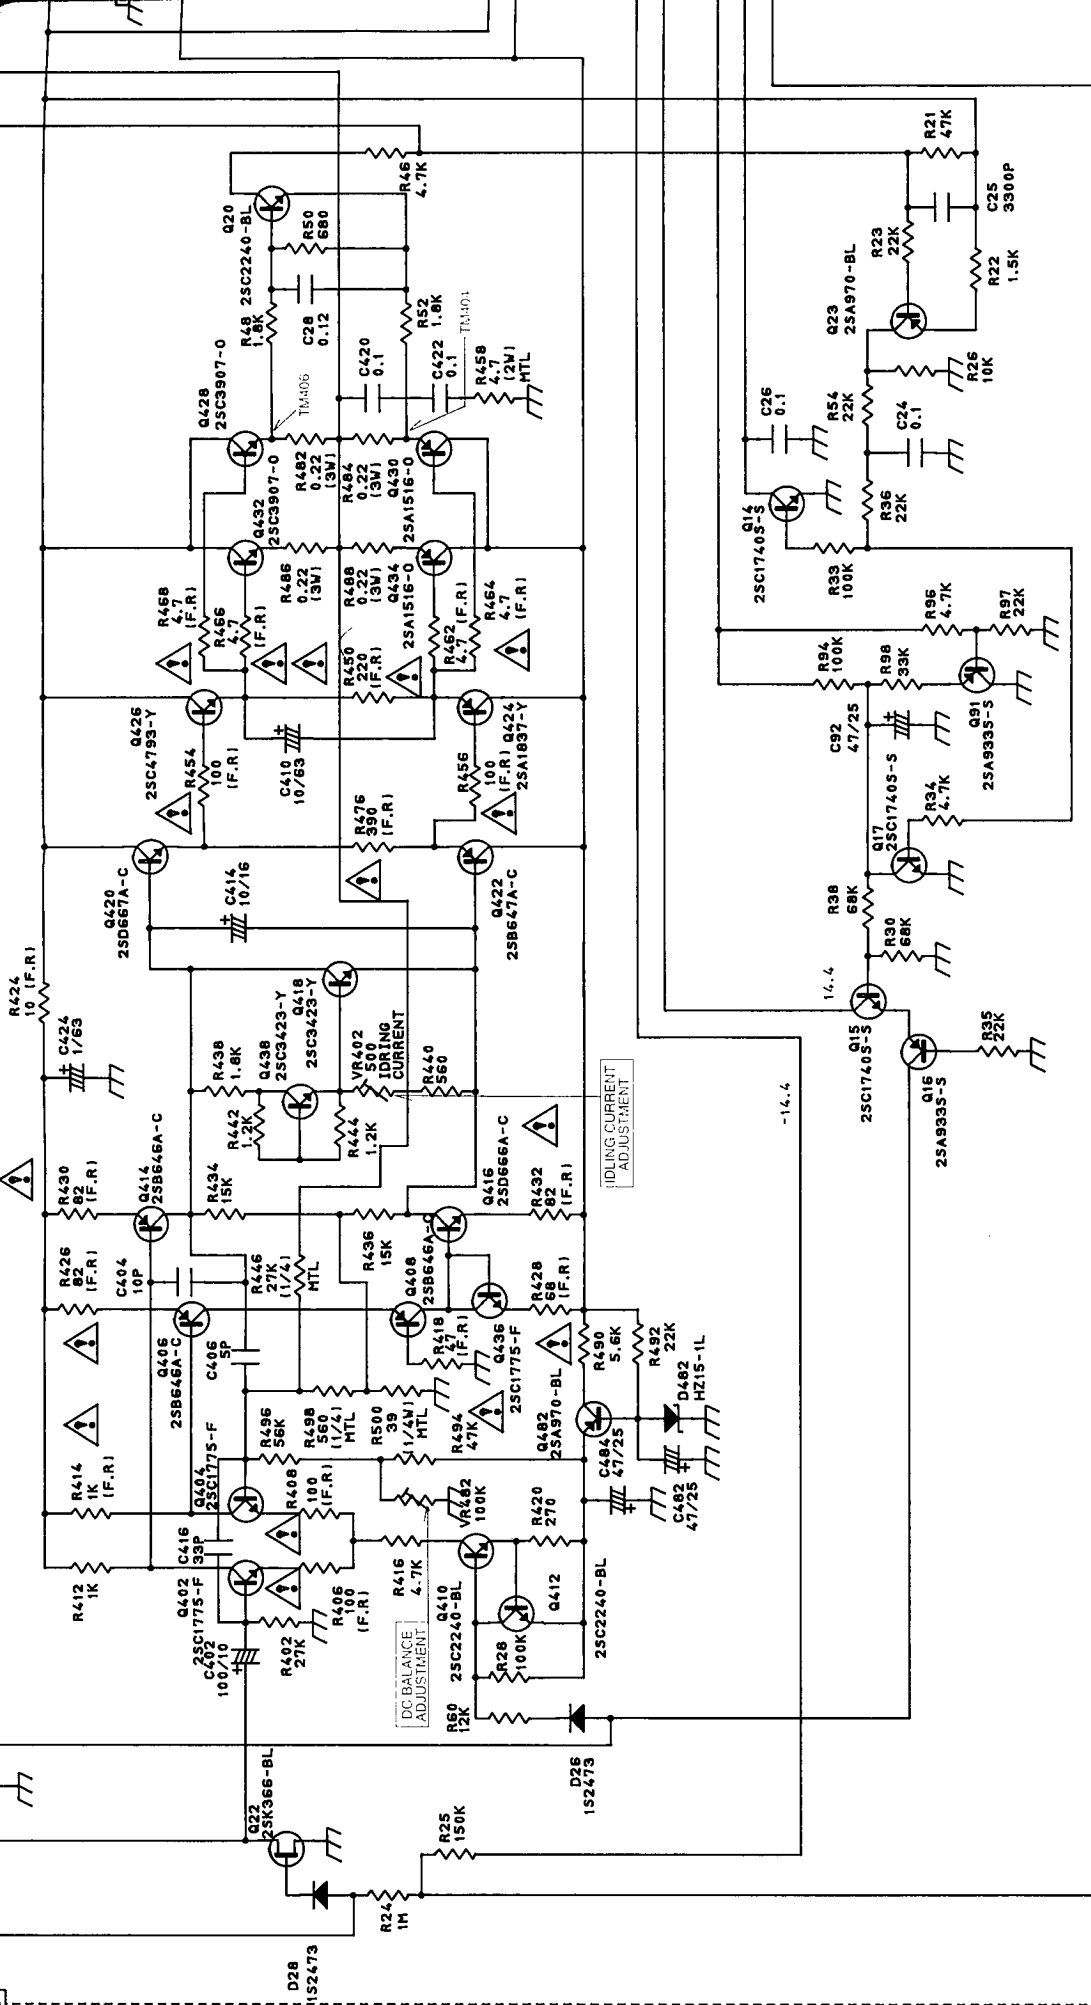 R424
10 (F.R)
C424
1/63
R430
82
(F.R)
Q414
2SB646A-C
R426
82
(F.R)
C404
10P
R434
15K
R438
1.8K
R442
1.2K
Q438
2SC3423-Y
Q418
2SC3423-Y
VR402
500
IDRING
CURRENT
R444
1.2K
R440
560
Q420
2SD667A-C
C414
10/16
Q422
2SB647A-C
R476
390
(F.R)
Q426
2SC4793-Y
R454
100
(F.R)
C410
10/63
R456
100
(F.R)
Q424
2SA1837-Y
R450
220
(F.R)
R468
4.7
(F.R)
R466
4.7
(F.R)
R462
4.7 (F.R)
R464
4.7
(F.R)
Q432
2SC3907-O
R486
0.22
(3W)
R488
0.22
(3W)
Q434
2SA1516-O
Q428
2SC3907-O
R482
0.22
(3W)
R484
0.22
(3W)
Q430
2SA1516-O
TM406
TM404
C420
0.1
C422
0.1
R458
4.7
(2W)
MTL
Q20
2SC2240-BL
R50
680
R48
1.8K
C28
0.12
R52
1.8K
R46
4.7K
R21
47K
C25
3300P
R23
22K
R22
1.5K
Q23
2SA970-BL
R26
10K
R54
22K
C24
0.1
C26
0.1
Q14
2SC1740S-S
R36
22K
R33
100K
R96
4.7K
R97
22K
R94
100K
R98
33K
Q91
2SA933S-S
C92
47/25
Q17
2SC1740S-S
R34
4.7K
R38
68K
R30
68K
14.4
Q15
2SC1740S-S
Q16
2SA933S-S
R35
22K
-14.4
IDLING CURRENT
ADJUSTMENT
Q416
2SD666A-C
R432
82
(F.R)
R436
15K
Q408
2SB646A-C
R446
27K
(1/4)
MTL
R418
47
(F.R)
Q436
2SC1775-F
R428
68
(F.R)
Q406
2SB646A-C
C406
5P
R490
5.6K
R492
22K
D482
HZ15-1L
R414
1K
(F.R)
Q404
2SC1775-F
R496
56K
R498
560
(1/4)
MTL
R500
39
(1/4W)
MTL
R494
47K
Q482
2SA970-BL
C484
47/25
C482
47/25
R408
100
(F.R)
VR482
100K
R420
270
R412
1K
Q402
2SC1775-F
C416
33P
C402
100/10
R402
27K
R406
100
(F.R)
R416
4.7K
DC BALANCE
ADJUSTMENT
Q410
2SC2240-BL
Q412
2SC2240-BL
R28
100K
R60
12K
D26
1S2473
Q22
2SK366-BL
R25
150K
R24
1M
D28
1S2473